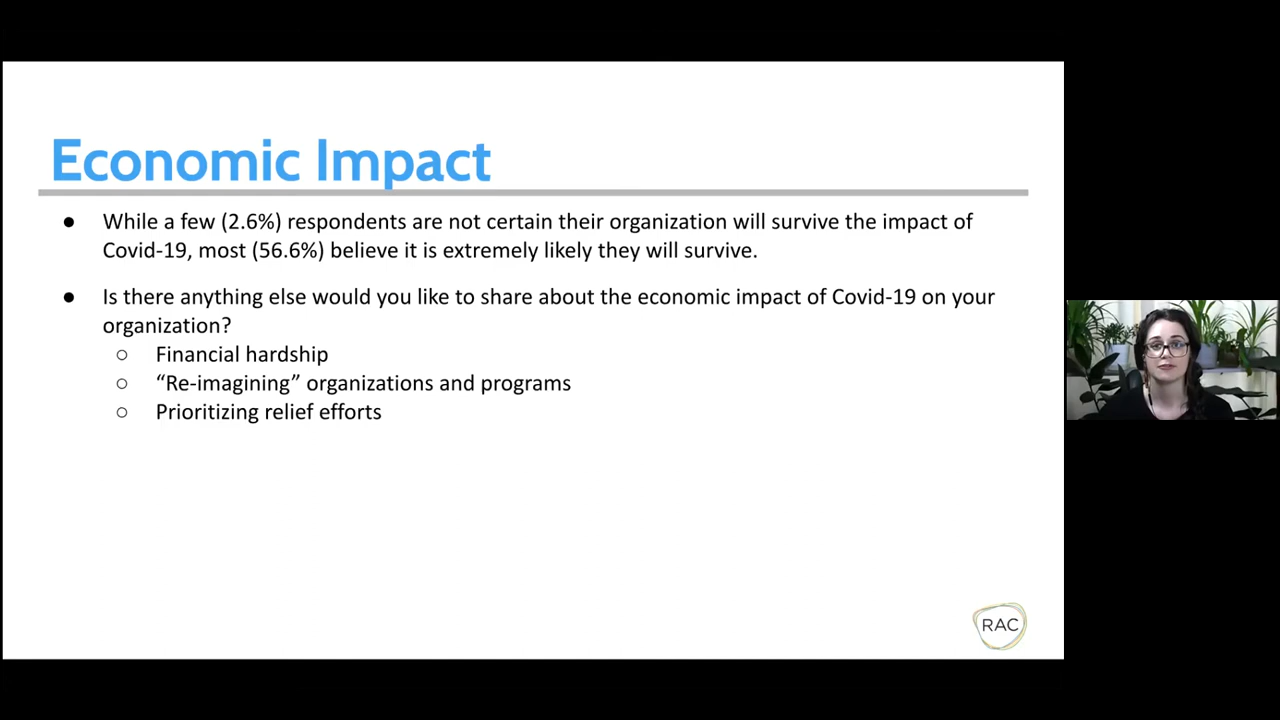 Economic Impact
● While a few (2.6%) respondents are not certain their organization will survive the impact of
Covid-19, most (56.6%) believe it is extremely likely they will survive.
● Is there anything else would you like to share about the economic impact of Covid-19 on your
organization?
○ Financial hardship
○ “Re-imagining” organizations and programs
○ Prioritizing relief efforts
RAC